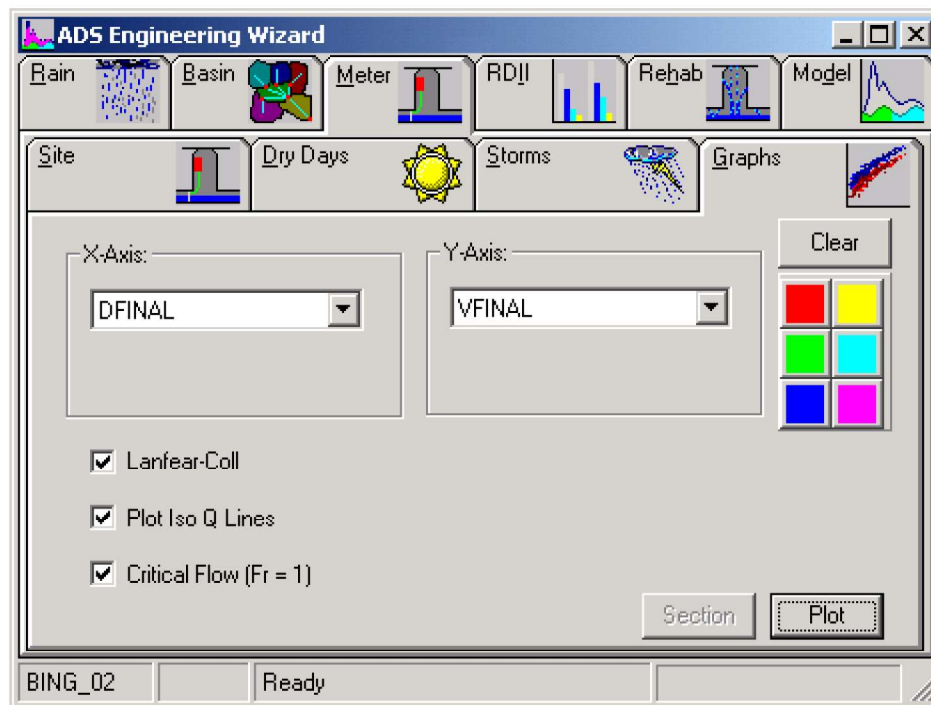 ADS Engineering Wizard
Rain Basin Meter RDII Rehab Model
Site Dry Days Storms Graphs
X-Axis: Y-Axis: Clear
DFINAL VFINAL
Lanfear-Coll
Plot Iso Q Lines
Critical Flow (Fr = 1)
Section Plot
BING_02 Ready